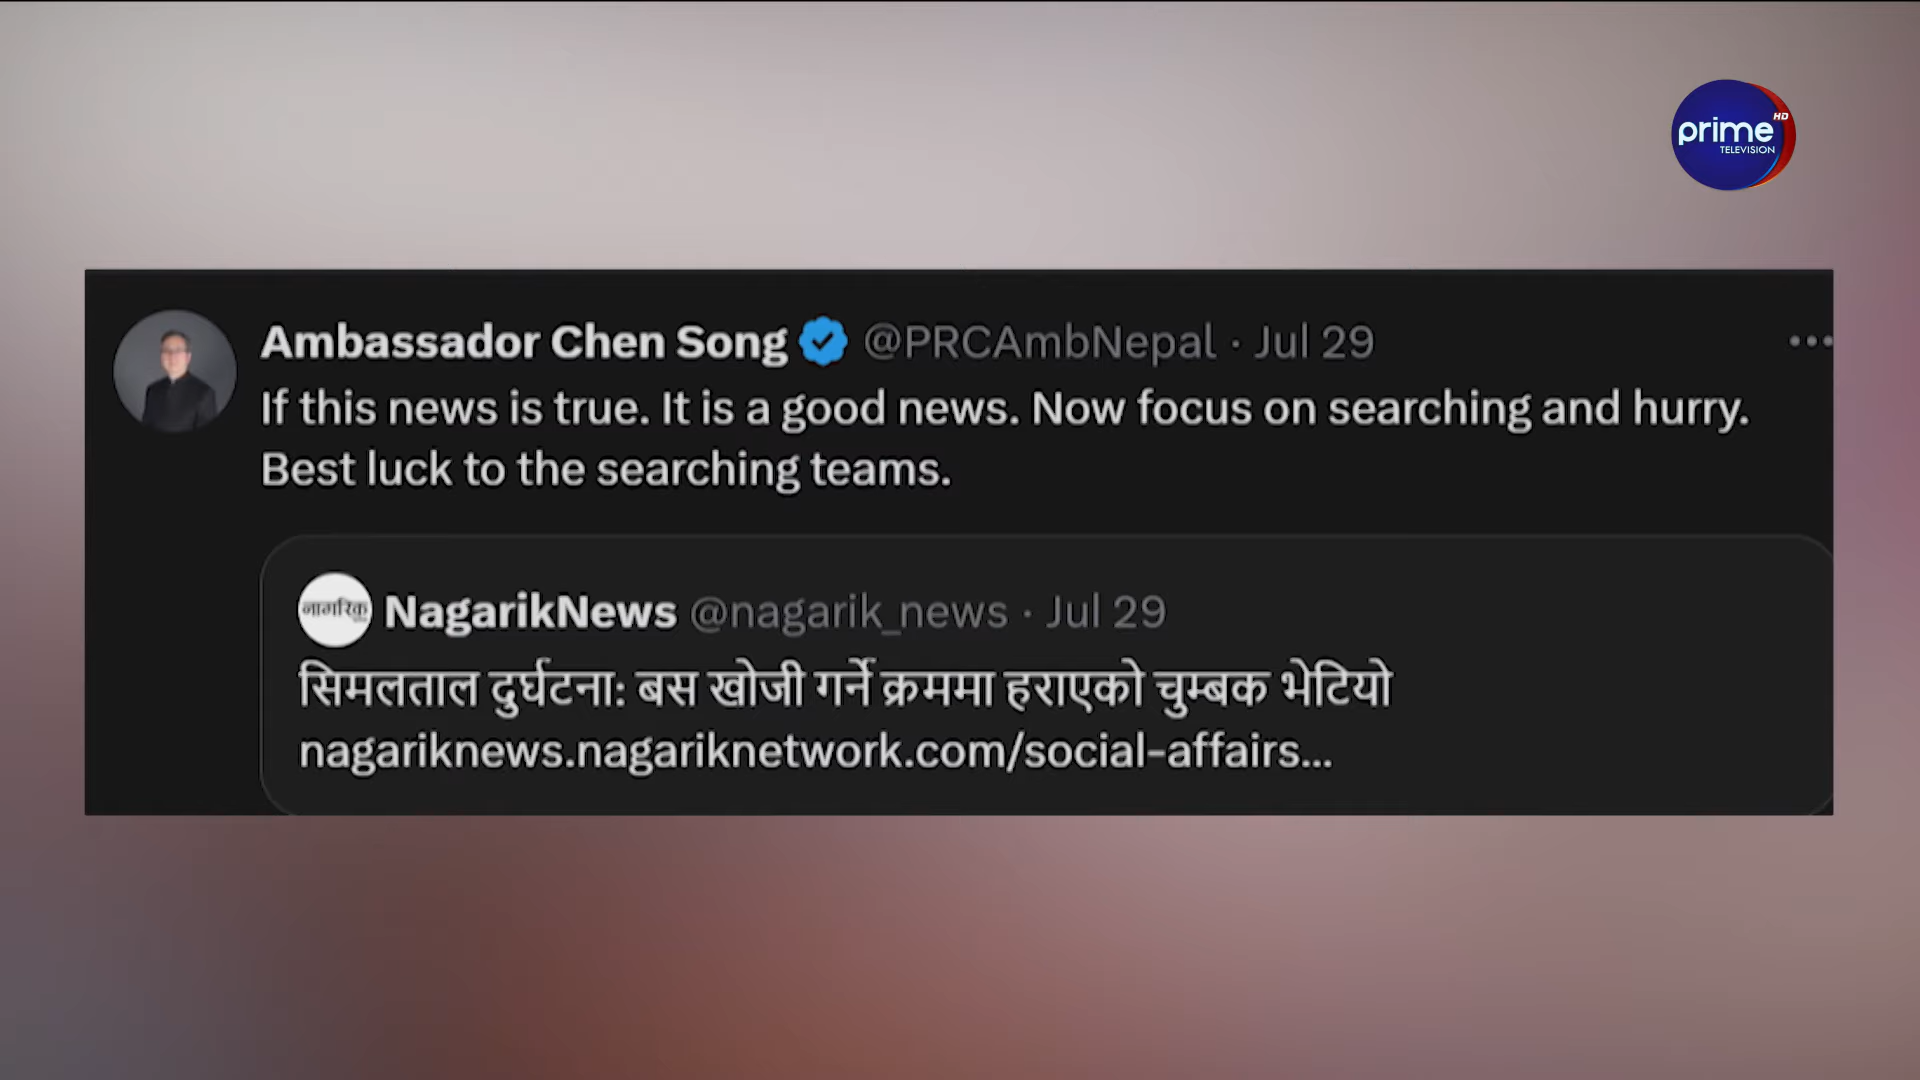 prime HD
TELEVISION
Ambassador Chen Song @PRCAmbNepal · Jul 29
If this news is true. It is a good news. Now focus on searching and hurry.
Best luck to the searching teams.
नागरिक
NagarikNews @nagarik_news · Jul 29
सिमलताल दुर्घटना: बस खोजी गर्ने क्रममा हराएको चुम्बक भेटियो
nagariknews.nagariknetwork.com/social-affairs...